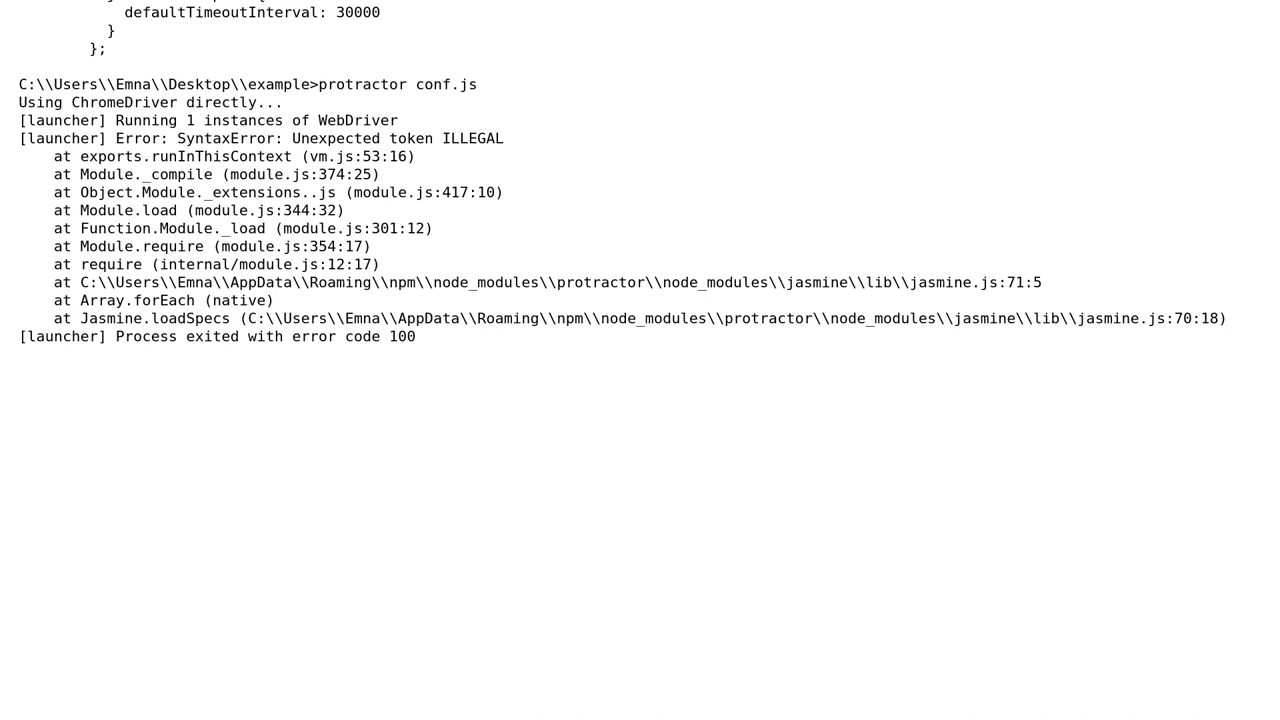 defaultTimeoutInterval: 30000
}
};
C:\\Users\\Emna\\Desktop\\example>protractor conf.js
Using ChromeDriver directly...
[launcher] Running 1 instances of WebDriver
[launcher] Error: SyntaxError: Unexpected token ILLEGAL
at exports.runInThisContext (vm.js:53:16)
at Module._compile (module.js:374:25)
at Object.Module._extensions..js (module.js:417:10)
at Module.load (module.js:344:32)
at Function.Module._load (module.js:301:12)
at Module.require (module.js:354:17)
at require (internal/module.js:12:17)
at C:\\Users\\Emna\\AppData\\Roaming\\npm\\node_modules\\protractor\\node_modules\\jasmine\\lib\\jasmine.js:71:5
at Array.forEach (native)
at Jasmine.loadSpecs (C:\\Users\\Emna\\AppData\\Roaming\\npm\\node_modules\\protractor\\node_modules\\jasmine\\lib\\jasmine.js:70:18)
[launcher] Process exited with error code 100